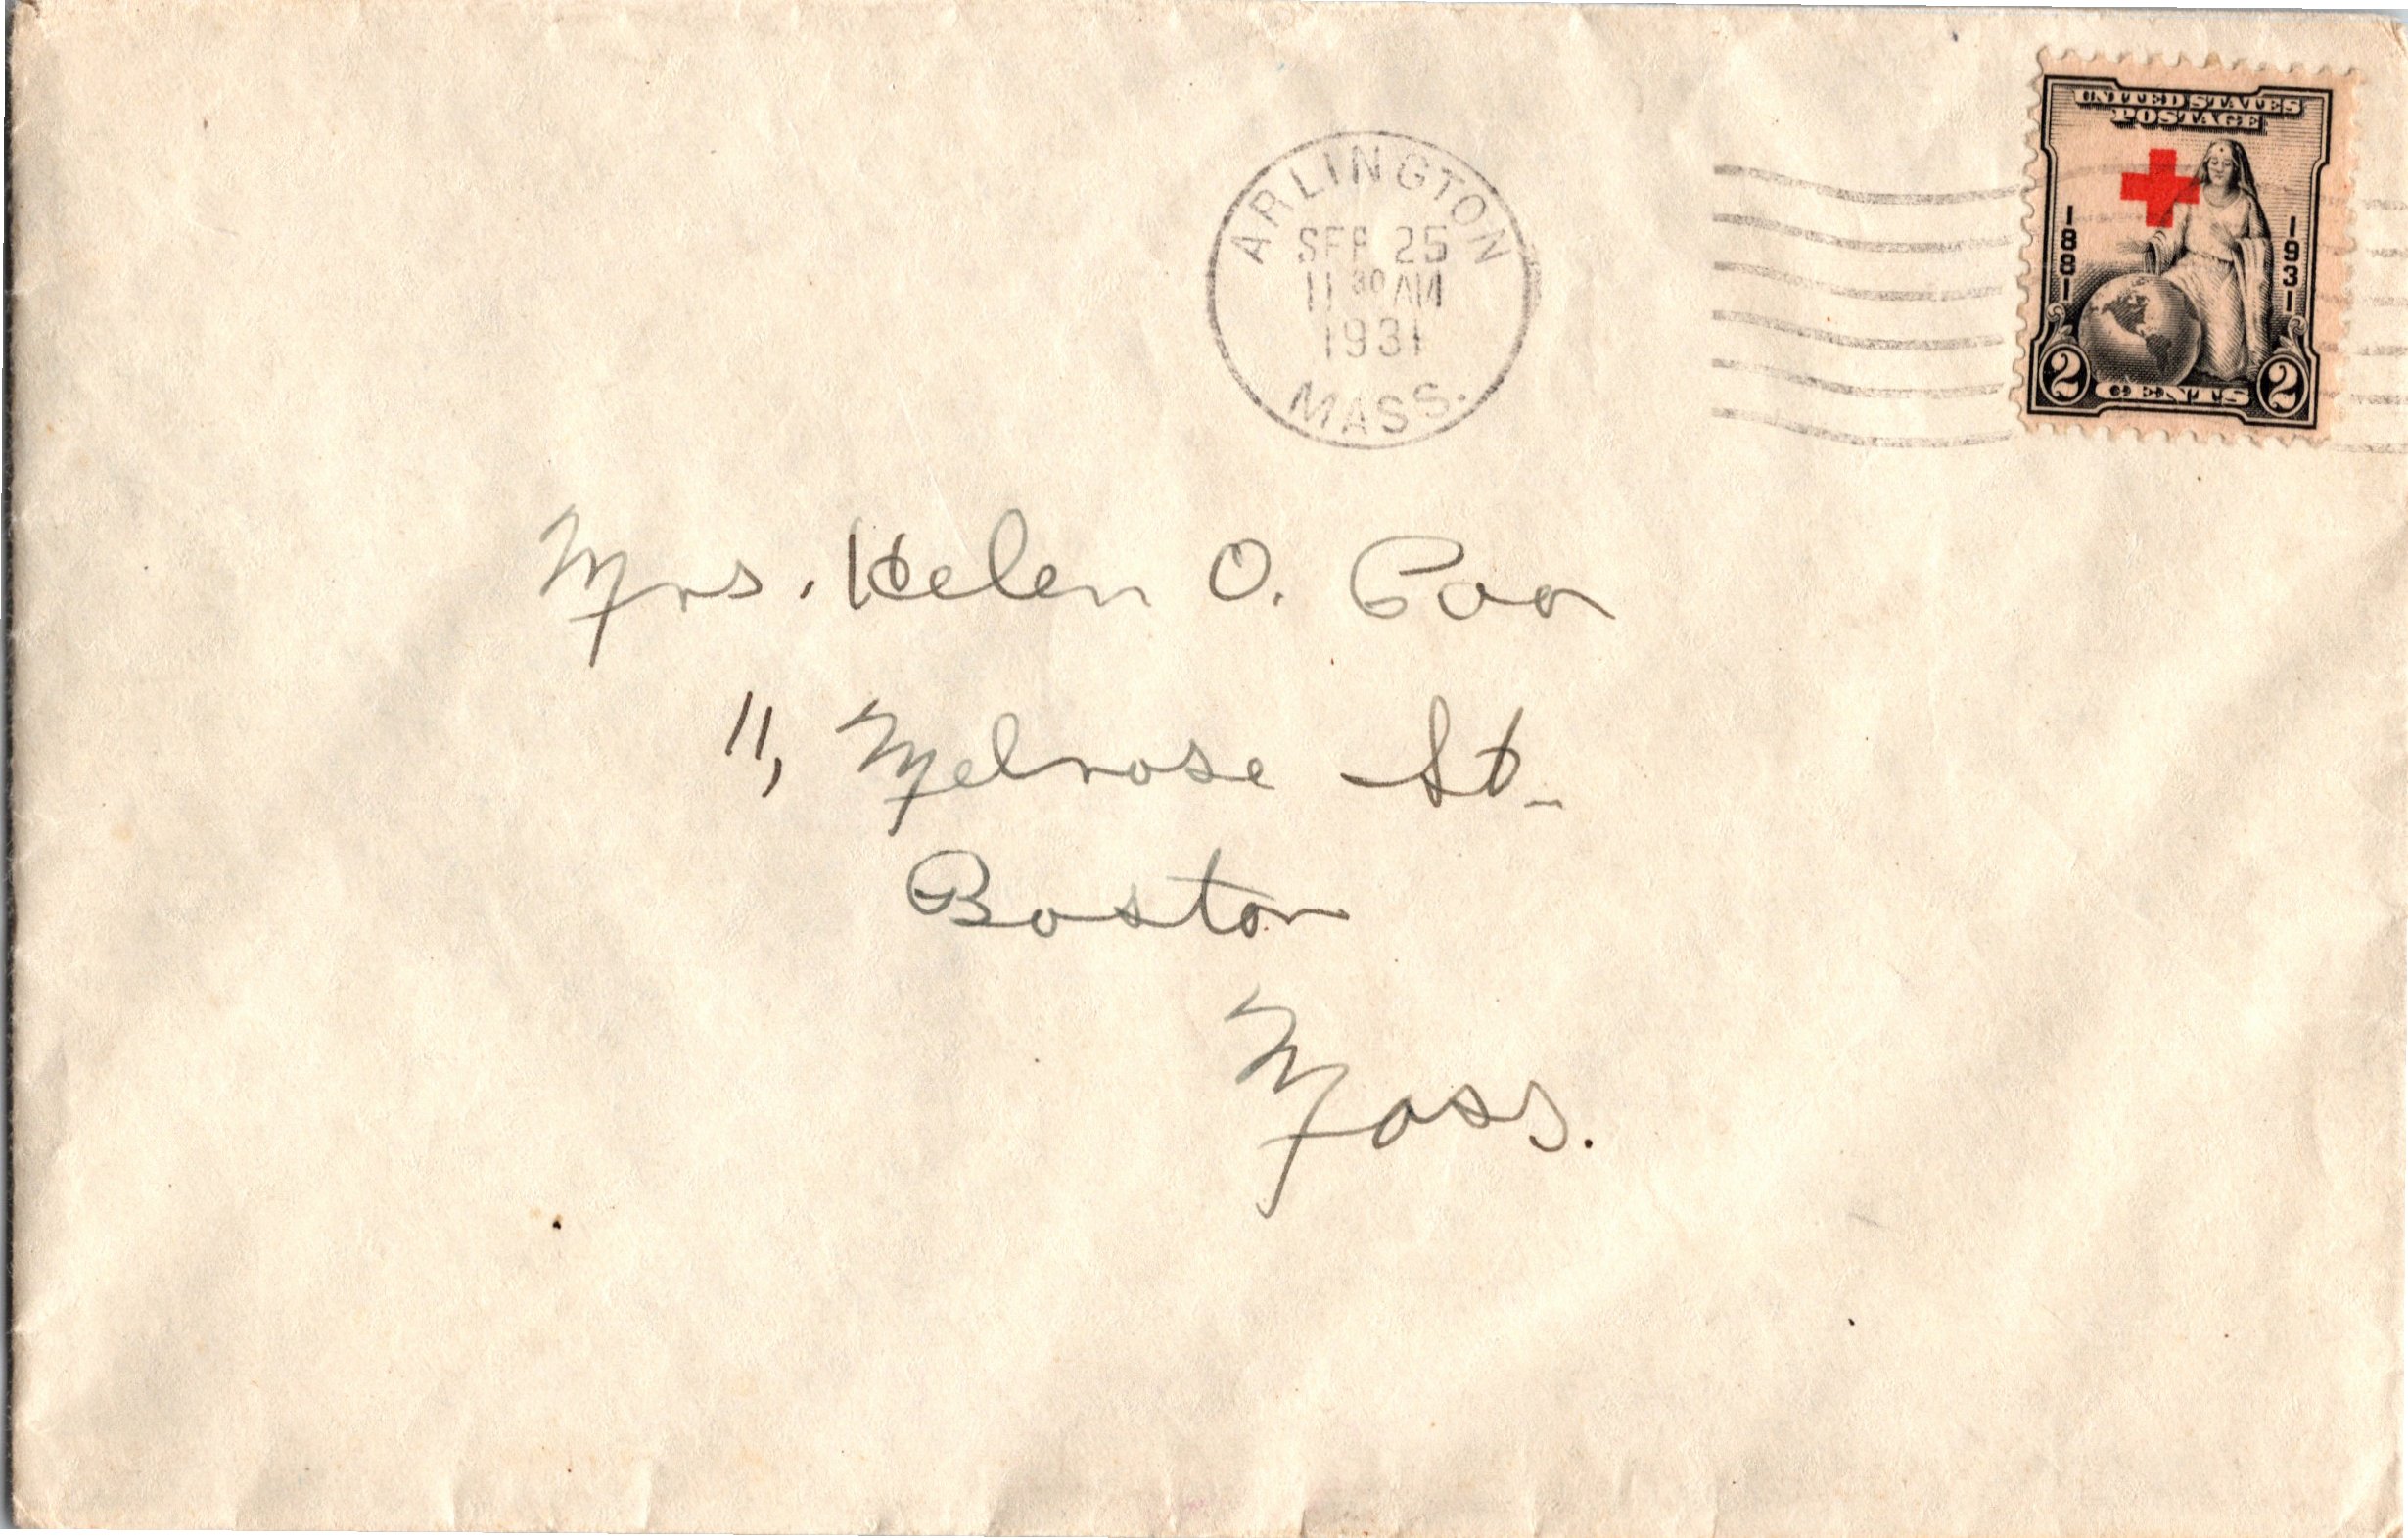 UNITED STATES
POSTAGE
1881
1931
2 CENTS 2
ARLINGTON
SEP 25
11 30 AM
1931
MASS.
Mrs. Helen O. Poor
11, Melrose St.
Boston
Mass.